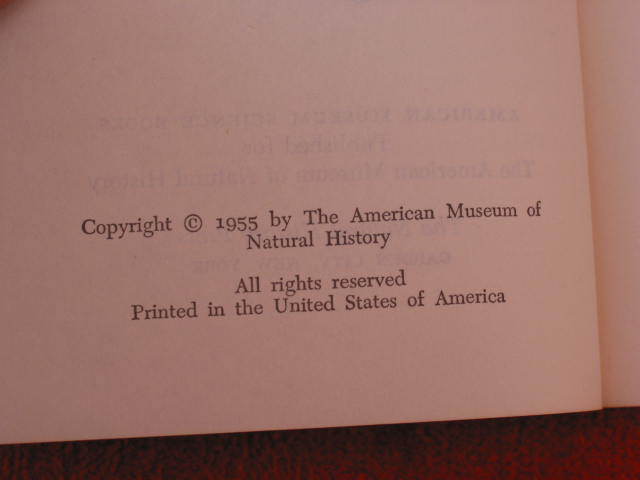 Copyright © 1955 by The American Museum of
Natural History
All rights reserved
Printed in the United States of America